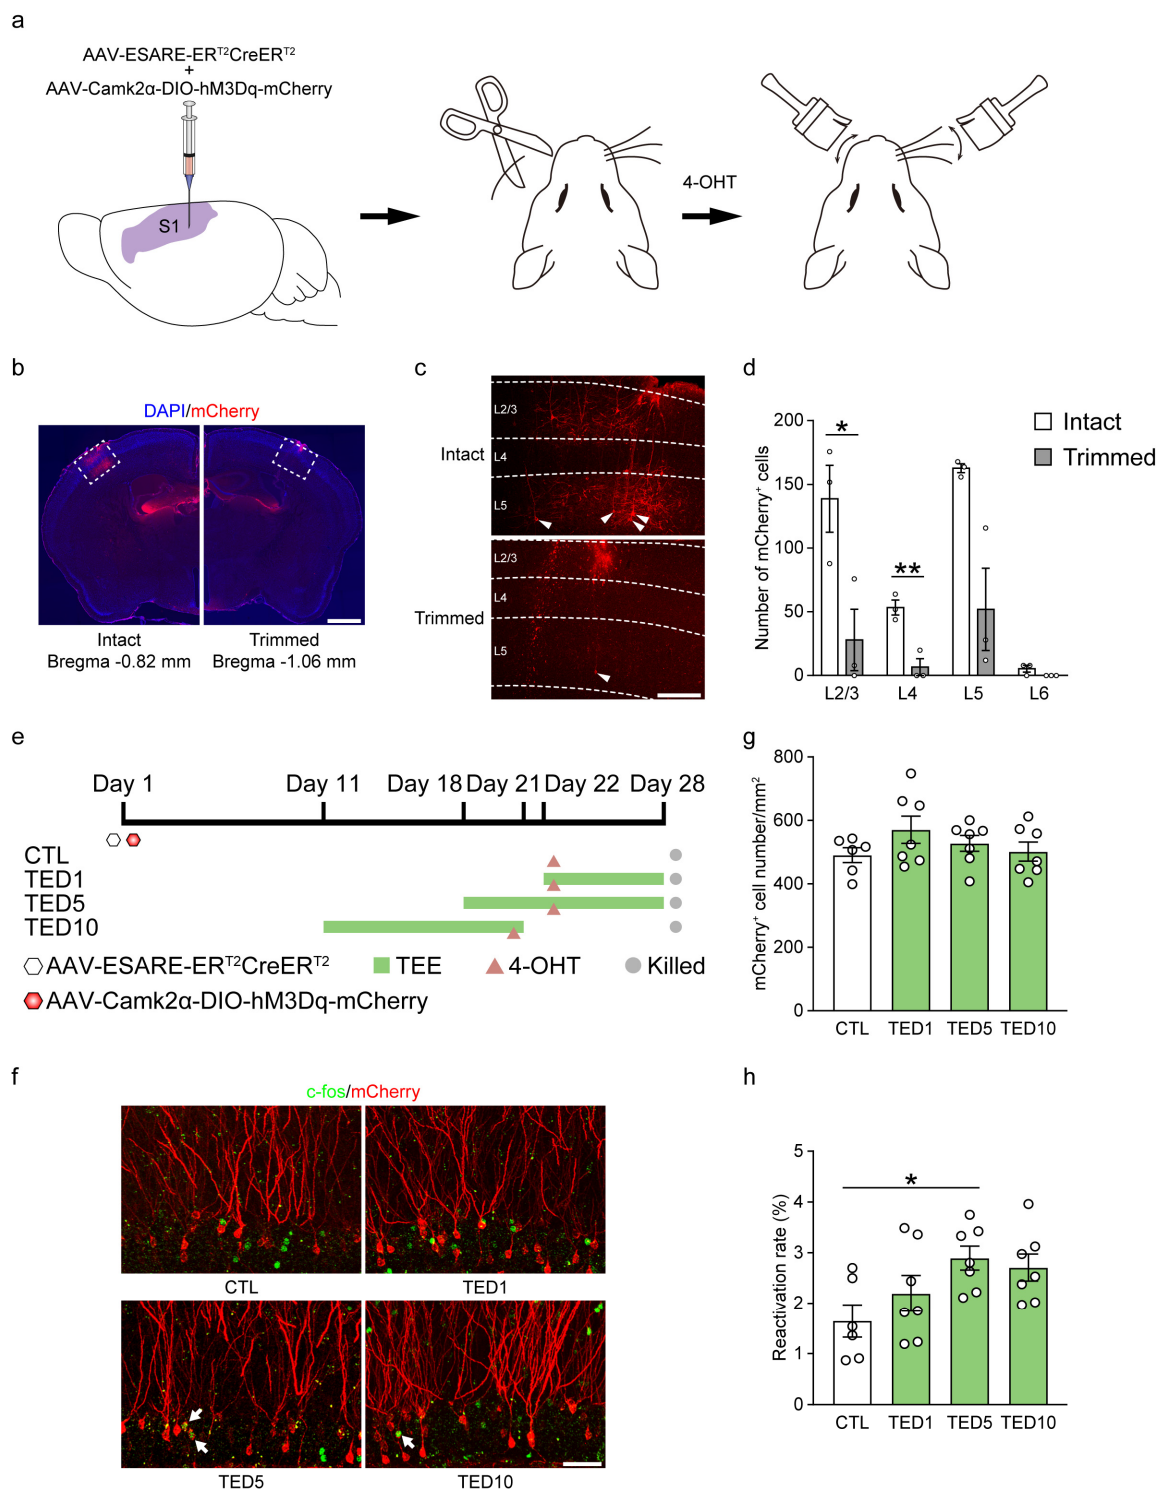 a
AAV-ESARE-ER^T2CreER^T2
+
AAV-Camk2α-DIO-hM3Dq-mCherry
S1
4-OHT
b
DAPI/mCherry
Intact
Bregma -0.82 mm
Trimmed
Bregma -1.06 mm
c
Intact
L2/3
L4
L5
Trimmed
L2/3
L4
L5
d
Number of mCherry⁺ cells
200
150
100
50
0
*
**
L2/3 L4 L5 L6
Intact
Trimmed
e
Day 1 Day 11 Day 18 Day 21 Day 22 Day 28
CTL
TED1
TED5
TED10
AAV-ESARE-ER^T2CreER^T2 TEE 4-OHT Killed
AAV-Camk2α-DIO-hM3Dq-mCherry
g
mCherry⁺ cell number/mm²
800
600
400
200
0
CTL TED1 TED5 TED10
f
c-fos/mCherry
CTL TED1
TED5 TED10
h
Reactivation rate (%)
5
4
3
2
1
0
*
CTL TED1 TED5 TED10